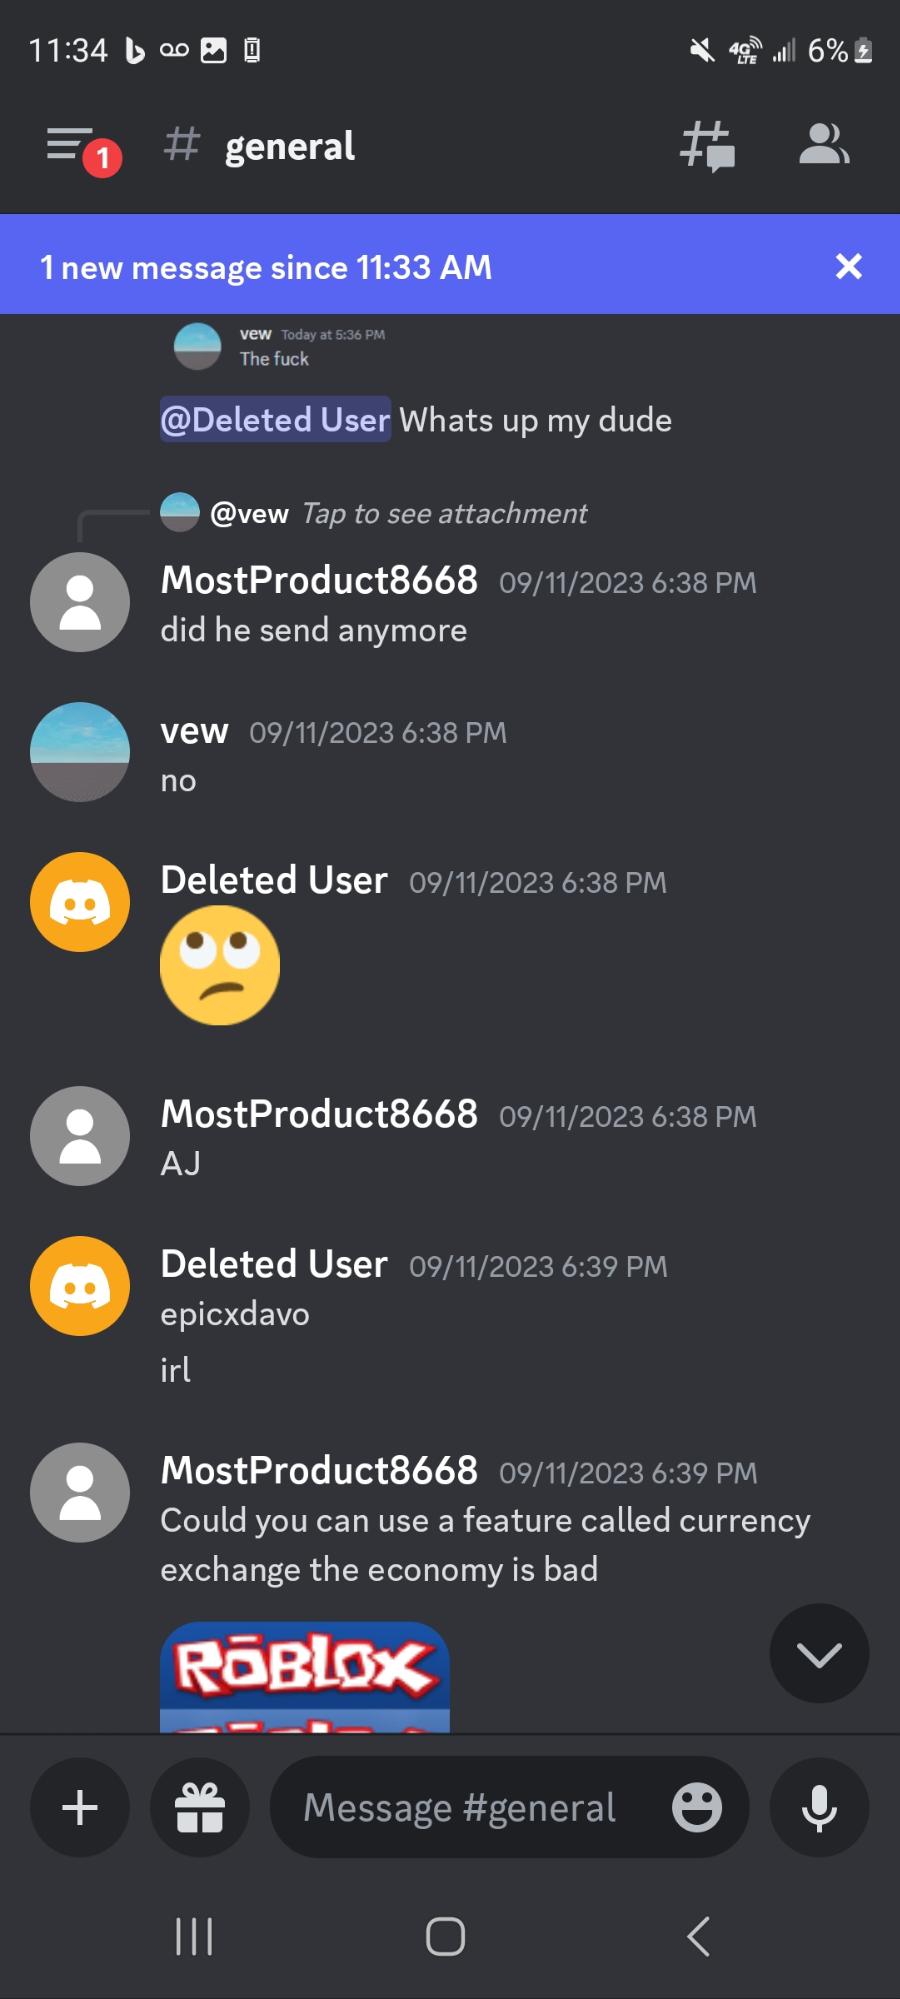 11:34
4G LTE
6%
1
# general
1 new message since 11:33 AM
vew Today at 5:36 PM
The fuck
@Deleted User Whats up my dude
@vew Tap to see attachment
MostProduct8668 09/11/2023 6:38 PM
did he send anymore
vew 09/11/2023 6:38 PM
no
Deleted User 09/11/2023 6:38 PM
MostProduct8668 09/11/2023 6:38 PM
AJ
Deleted User 09/11/2023 6:39 PM
epicxdavo
irl
MostProduct8668 09/11/2023 6:39 PM
Could you can use a feature called currency
exchange the economy is bad
ROBLOX
Message #general